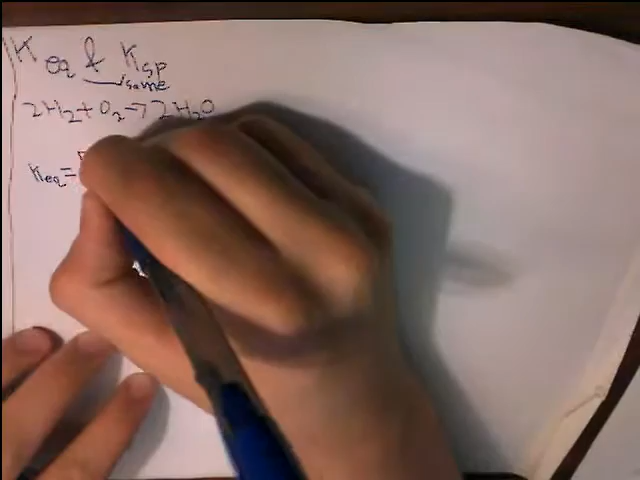 Keq & Ksp
same
2H₂+O₂→2H₂O
Keq=